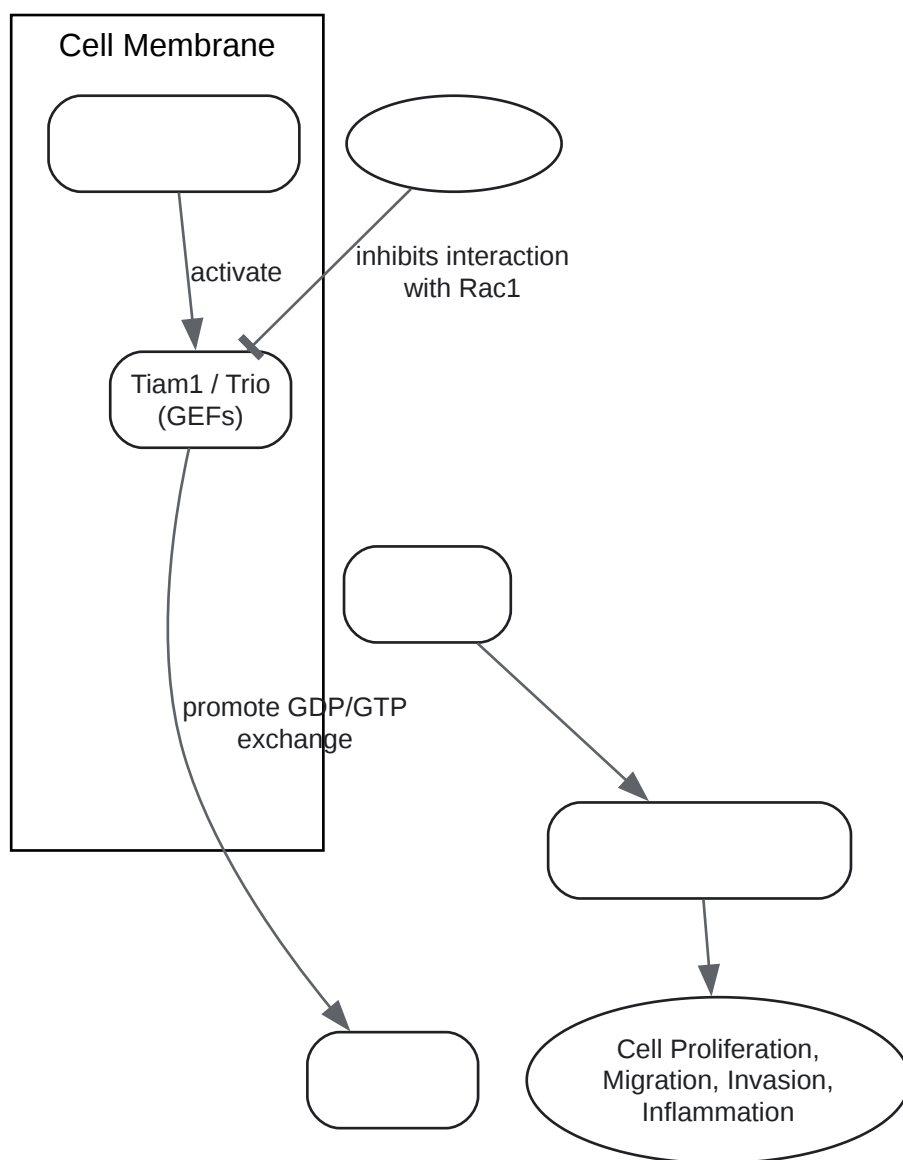 Cell Membrane
activate
inhibits interaction
with Rac1
Tiam1 / Trio
(GEFs)
promote GDP/GTP
exchange
Cell Proliferation,
Migration, Invasion,
Inflammation